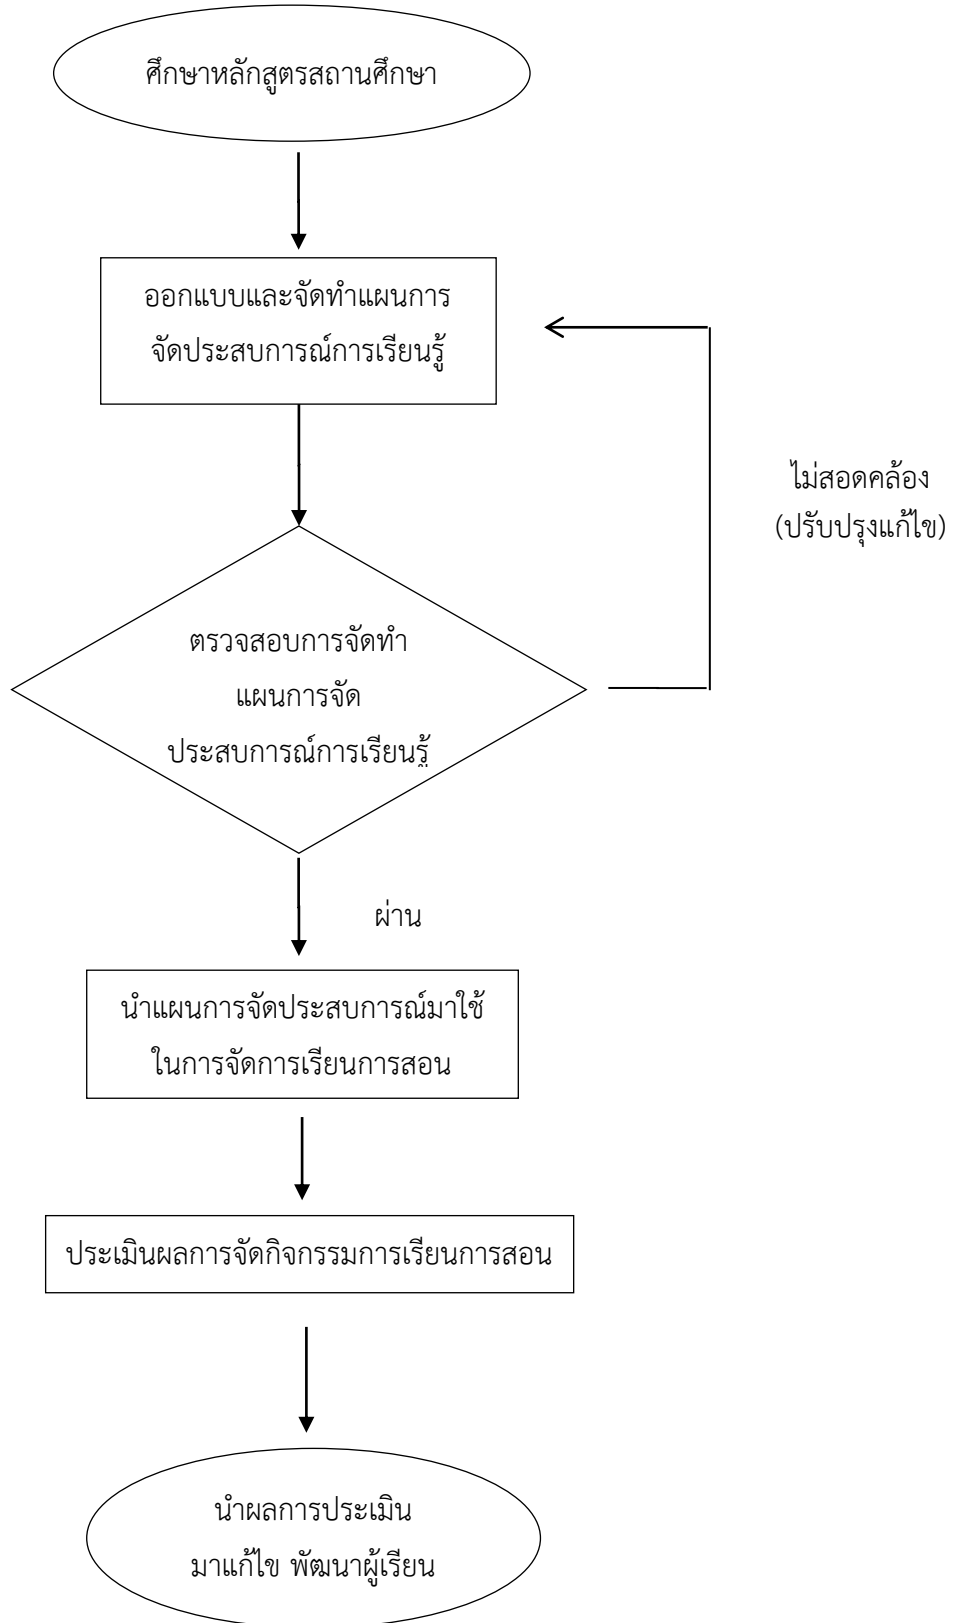 ศึกษาหลักสูตรสถานศึกษา
ออกแบบและจัดทำแผนการ
จัดประสบการณ์การเรียนรู้
ไม่สอดคล้อง
(ปรับปรุงแก้ไข)
ตรวจสอบการจัดทำ
แผนการจัด
ประสบการณ์การเรียนรู้
ผ่าน
นำแผนการจัดประสบการณ์มาใช้
ในการจัดการเรียนการสอน
ประเมินผลการจัดกิจกรรมการเรียนการสอน
นำผลการประเมิน
มาแก้ไข พัฒนาผู้เรียน